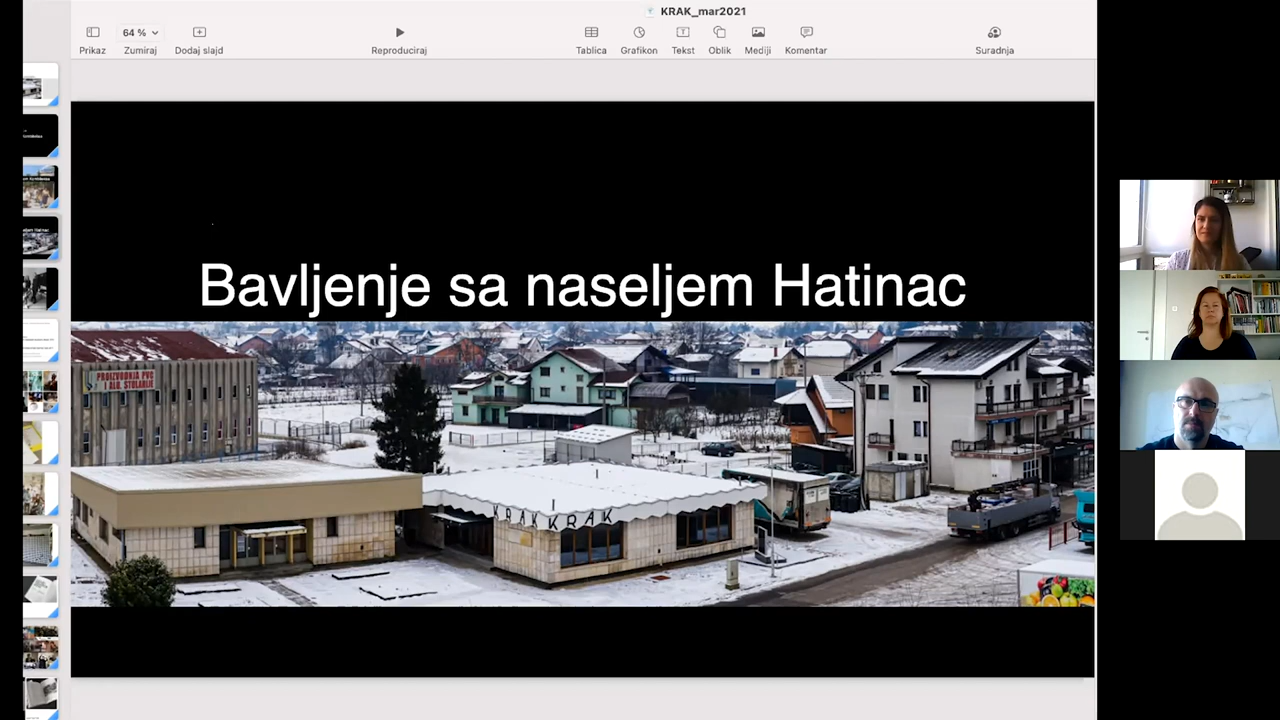 KRAK_mar2021
64 %
Prikaz
Zumiraj
Dodaj slajd
Reproduciraj
Tablica
Grafikon
Tekst
Oblik
Mediji
Komentar
Suradnja
Bavljenje sa naseljem Hatinac
PROIZVODNJA PVC
I ALU. STOLARIJE
KRAK KRAK